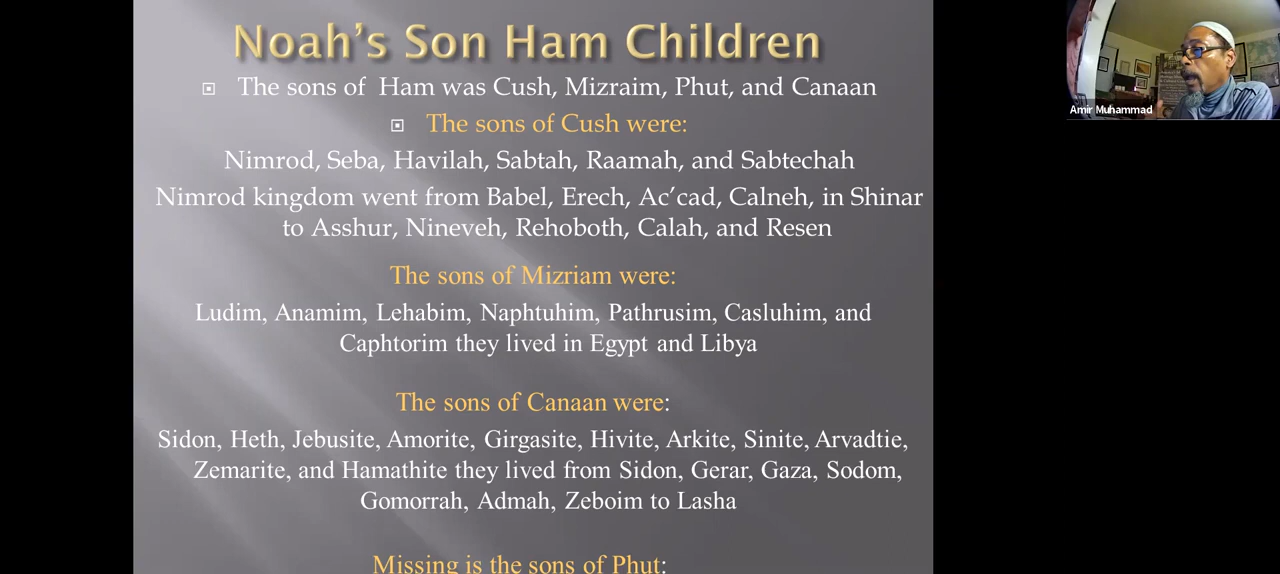 Noah's Son Ham Children
The sons of Ham was Cush, Mizraim, Phut, and Canaan
The sons of Cush were:
Nimrod, Seba, Havilah, Sabtah, Raamah, and Sabtechah
Nimrod kingdom went from Babel, Erech, Ac'cad, Calneh, in Shinar
to Asshur, Nineveh, Rehoboth, Calah, and Resen
The sons of Mizriam were:
Ludim, Anamim, Lehabim, Naphtuhim, Pathrusim, Casluhim, and
Caphtorim they lived in Egypt and Libya
The sons of Canaan were:
Sidon, Heth, Jebusite, Amorite, Girgasite, Hivite, Arkite, Sinite, Arvadtie,
Zemarite, and Hamathite they lived from Sidon, Gerar, Gaza, Sodom,
Gomorrah, Admah, Zeboim to Lasha
Missing is the sons of Phut:
Amir Muhammad